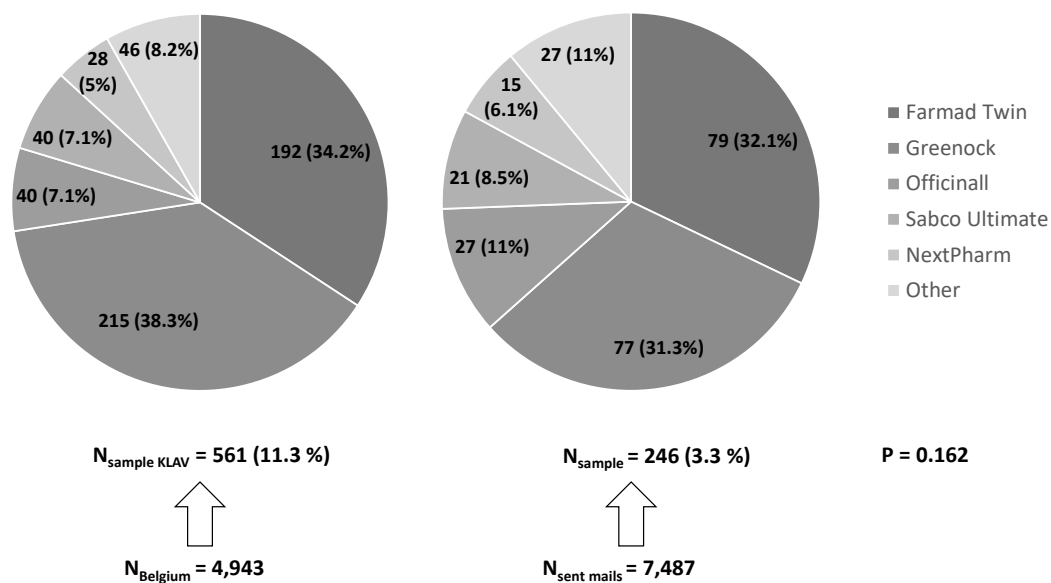 46 (8.2%)
28
(5%)
40 (7.1%)
40 (7.1%)
192 (34.2%)
215 (38.3%)
27 (11%)
15
(6.1%)
21 (8.5%)
27 (11%)
79 (32.1%)
77 (31.3%)
Farmad Twin
Greenock
Officinall
Sabco Ultimate
NextPharm
Other
Nsample KLAV = 561 (11.3 %)
Nsample = 246 (3.3 %)
P = 0.162
NBelgium = 4,943
Nsent mails = 7,487